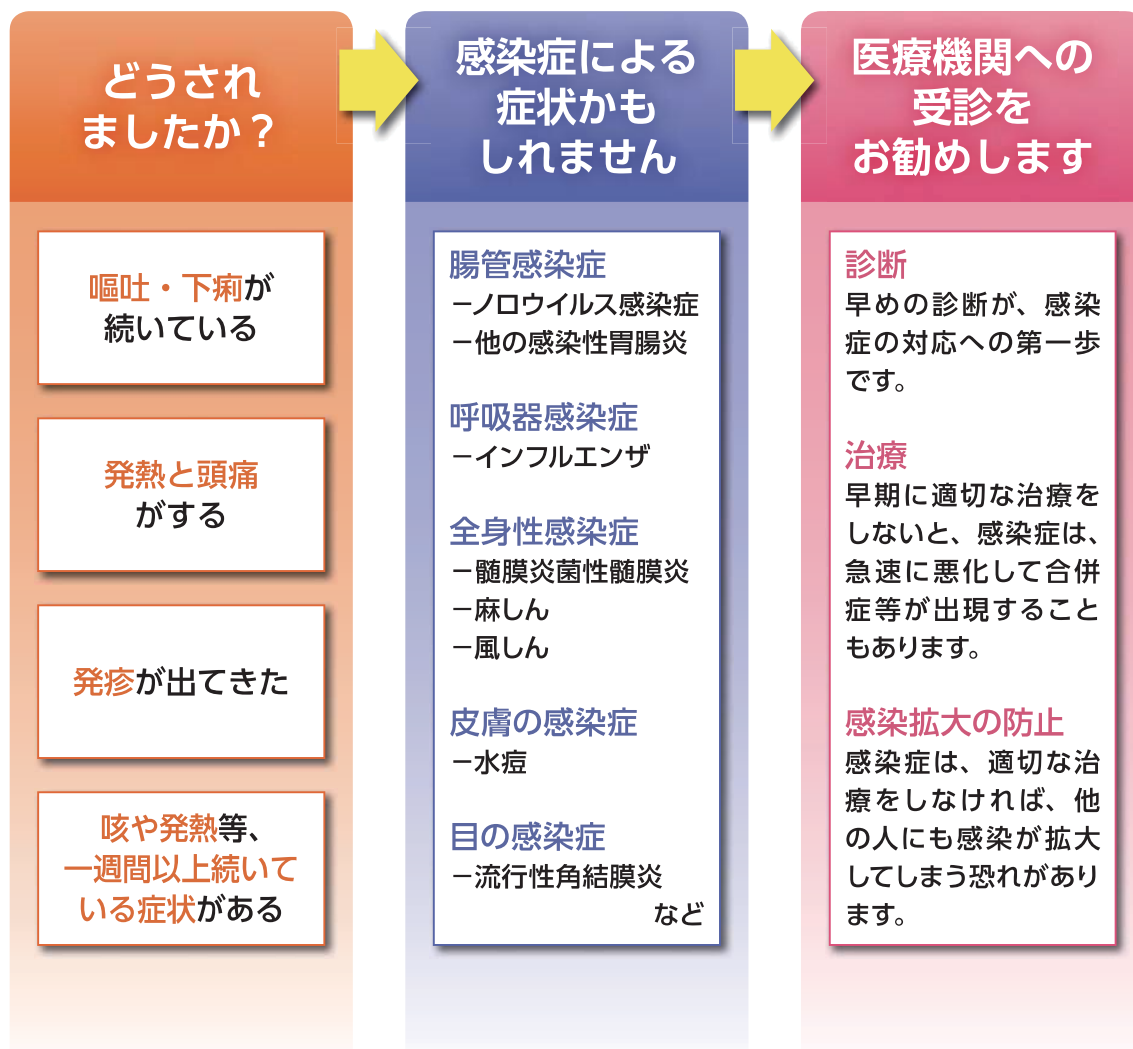 どうされ
ましたか？
嘔吐・下痢が
続いている
発熱と頭痛
がする
発疹が出てきた
咳や発熱等、
一週間以上続いて
いる症状がある
感染症による
症状かも
しれません
腸管感染症
－ノロウイルス感染症
－他の感染性胃腸炎
呼吸器感染症
－インフルエンザ
全身性感染症
－髄膜炎菌性髄膜炎
－麻しん
－風しん
皮膚の感染症
－水痘
目の感染症
－流行性角結膜炎
など
医療機関への
受診を
お勧めします
診断
早めの診断が、感染
症の対応への第一歩
です。
治療
早期に適切な治療を
しないと、感染症は、
急速に悪化して合併
症等が出現すること
もあります。
感染拡大の防止
感染症は、適切な治
療をしなければ、他
の人にも感染が拡大
してしまう恐れがあり
ます。